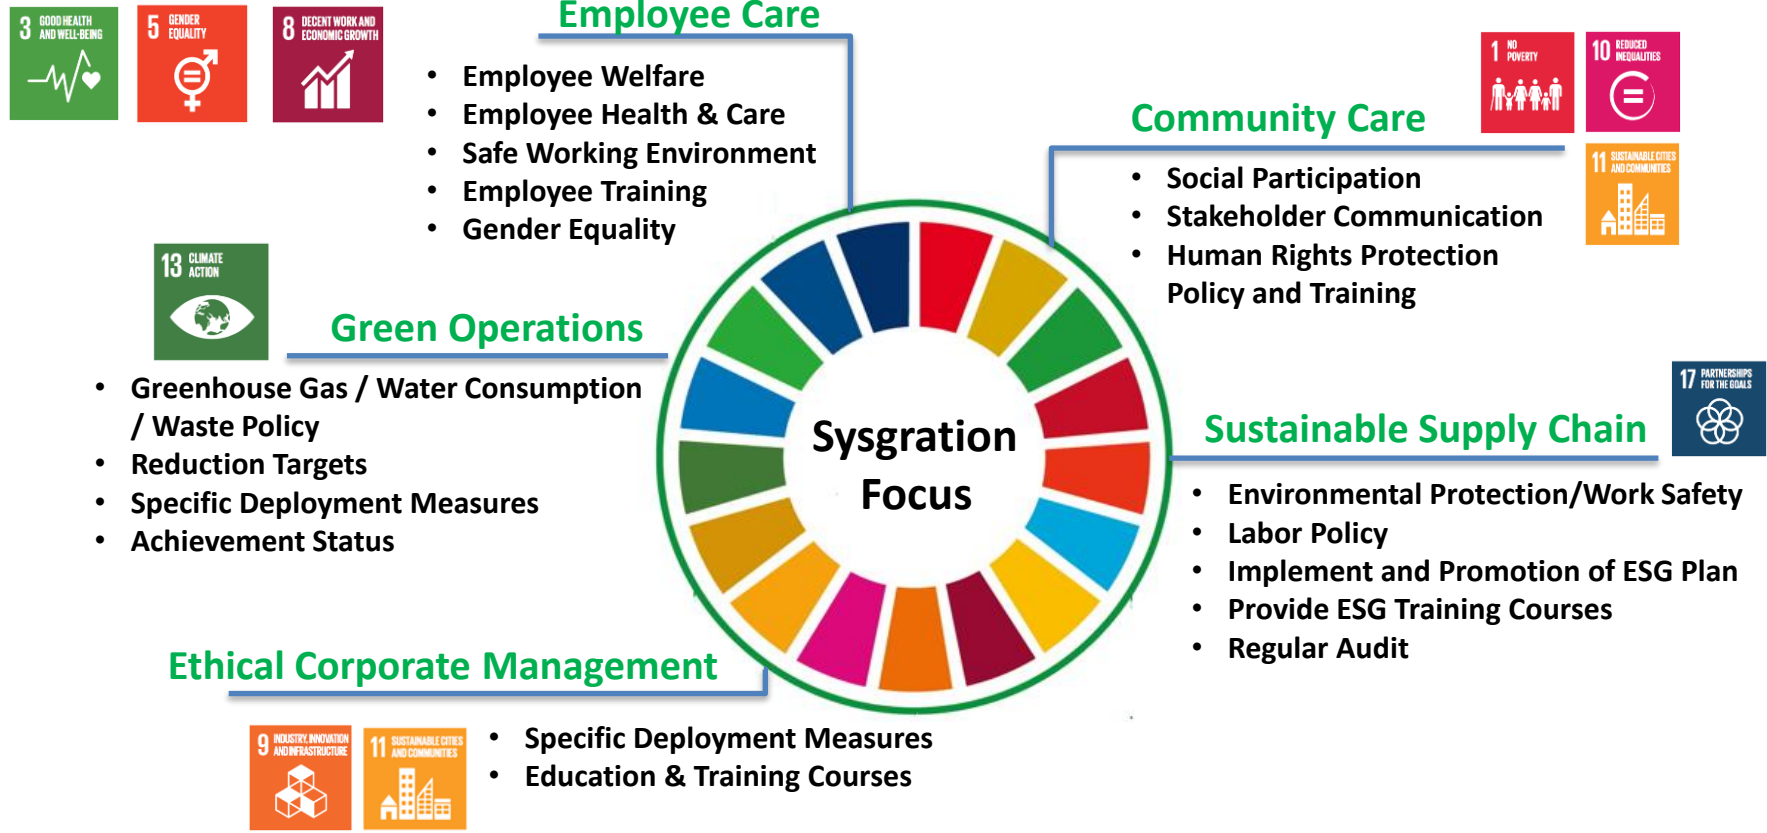 3 GOOD HEALTH
AND WELL-BEING
5 GENDER
EQUALITY
8 DECENT WORK AND
ECONOMIC GROWTH
Employee Care
• Employee Welfare
• Employee Health & Care
• Safe Working Environment
• Employee Training
• Gender Equality
1 NO
POVERTY
10 REDUCED
INEQUALITIES
11 SUSTAINABLE CITIES
AND COMMUNITIES
Community Care
• Social Participation
• Stakeholder Communication
• Human Rights Protection
Policy and Training
13 CLIMATE
ACTION
Green Operations
• Greenhouse Gas / Water Consumption
/ Waste Policy
• Reduction Targets
• Specific Deployment Measures
• Achievement Status
Sysgration
Focus
17 PARTNERSHIPS
FOR THE GOALS
Sustainable Supply Chain
• Environmental Protection/Work Safety
• Labor Policy
• Implement and Promotion of ESG Plan
• Provide ESG Training Courses
• Regular Audit
Ethical Corporate Management
9 INDUSTRY, INNOVATION
AND INFRASTRUCTURE
11 SUSTAINABLE CITIES
AND COMMUNITIES
• Specific Deployment Measures
• Education & Training Courses